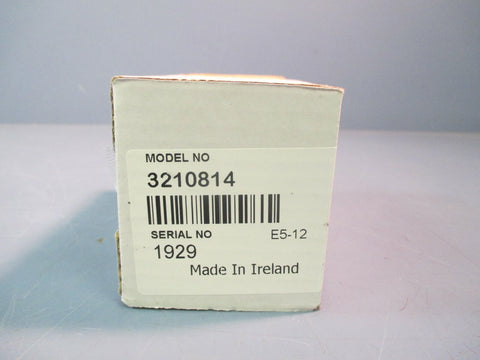 MODEL NO
3210814
SERIAL NO E5-12
1929
Made In Ireland